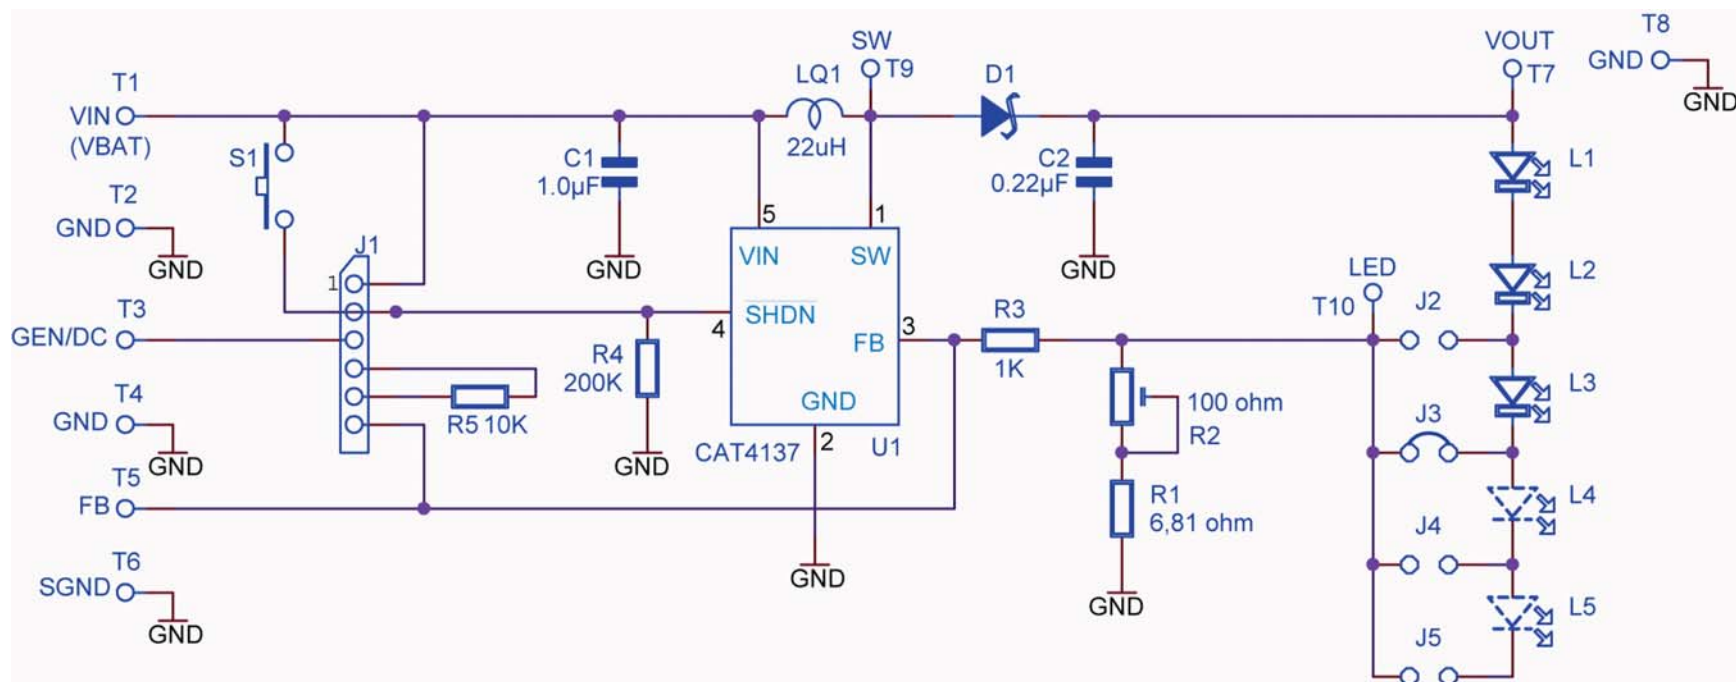 T1
VIN
(VBAT)
T2
GND
GND
T3
GEN/DC
T4
GND
GND
T5
FB
T6
SGND
GND
S1
J1
1
R5 10K
C1
1.0µF
GND
R4
200K
GND
LQ1
22uH
SW
T9
5
1
VIN
SW
SHDN
4
FB
3
GND
2
CAT4137
U1
GND
D1
C2
0.22µF
GND
R3
1K
100 ohm
R2
R1
6,81 ohm
GND
LED
T10
J2
J3
J4
J5
VOUT
T7
T8
GND
GND
L1
L2
L3
L4
L5